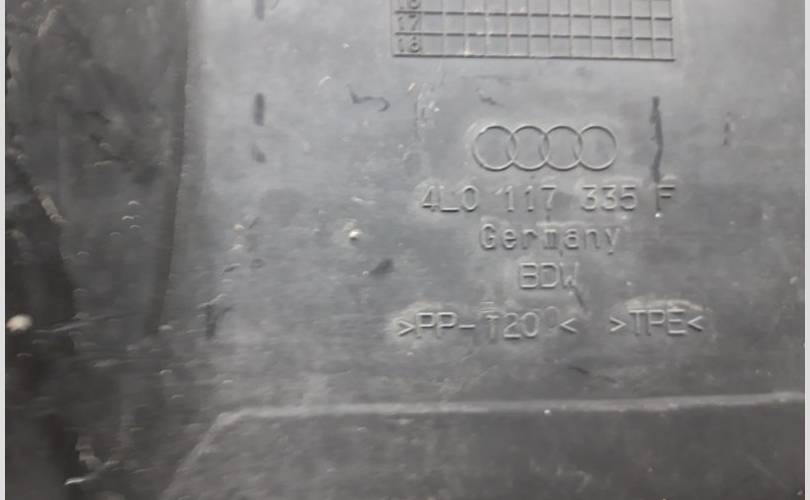 17
18
4L0 117 335 F
Germany
BDW
>PP-T20< >TPE<